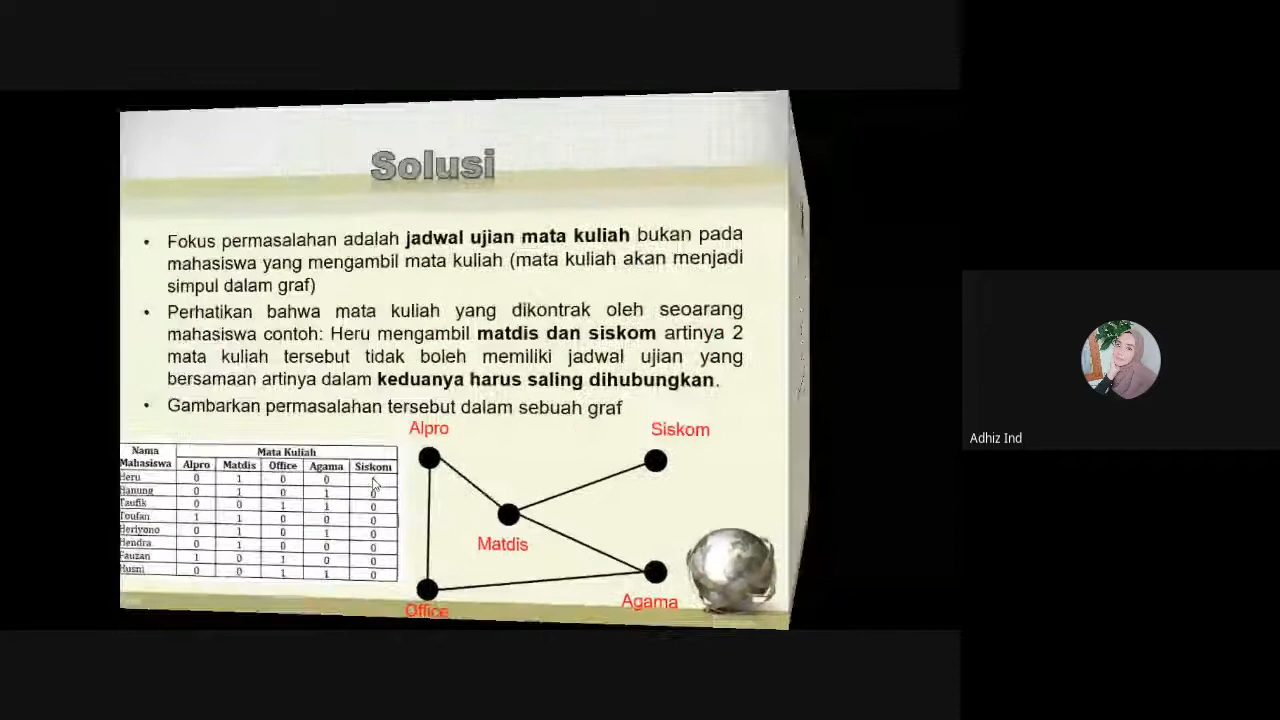 Solusi
• Fokus permasalahan adalah jadwal ujian mata kuliah bukan pada
mahasiswa yang mengambil mata kuliah (mata kuliah akan menjadi
simpul dalam graf)
• Perhatikan bahwa mata kuliah yang dikontrak oleh seoarang
mahasiswa contoh: Heru mengambil matdis dan siskom artinya 2
mata kuliah tersebut tidak boleh memiliki jadwal ujian yang
bersamaan artinya dalam keduanya harus saling dihubungkan.
• Gambarkan permasalahan tersebut dalam sebuah graf
Nama Mata Kuliah
Mahasiswa Alpro Matdis Office Agama Siskom
Heru 0 1 0 0
Hanung 0 1 0 1 0
Taufik 0 0 1 1 0
Toufan 1 1 0 0 0
Heriyono 0 1 0 1 0
Hendra 0 1 0 0 0
Fauzan 1 0 1 0 0
Rusni 0 0 1 1 0
Alpro
Siskom
Matdis
Office
Agama
Adhiz Ind